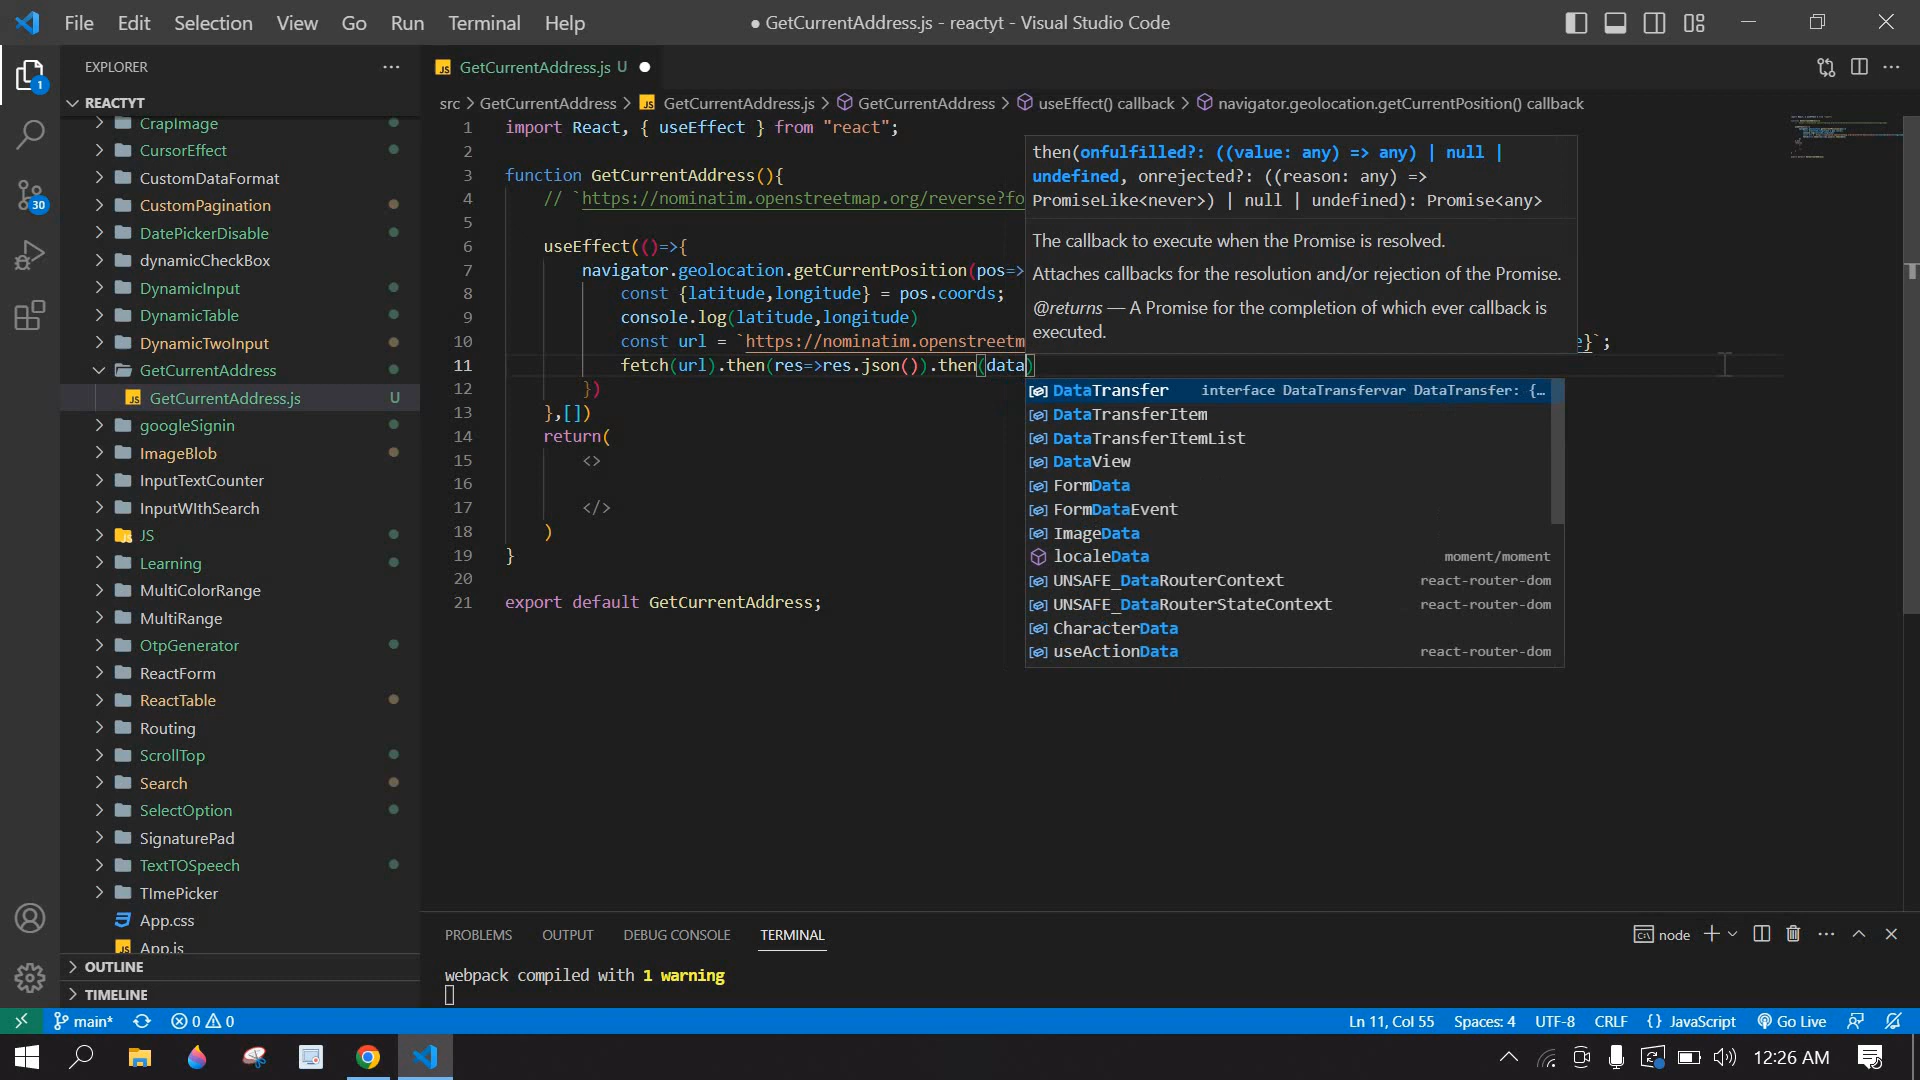 File Edit Selection View Go Run Terminal Help
● GetCurrentAddress.js - reactyt - Visual Studio Code
EXPLORER
REACTYT
CrapImage
CursorEffect
CustomDataFormat
CustomPagination
DatePickerDisable
dynamicCheckBox
DynamicInput
DynamicTable
DynamicTwoInput
GetCurrentAddress
GetCurrentAddress.js U
googleSignin
ImageBlob
InputTextCounter
InputWIthSearch
JS
Learning
MultiColorRange
MultiRange
OtpGenerator
ReactForm
ReactTable
Routing
ScrollTop
Search
SelectOption
SignaturePad
TextTOSpeech
TImePicker
App.css
App.js
OUTLINE
TIMELINE
1
30
JS GetCurrentAddress.js U ●
src > GetCurrentAddress > JS GetCurrentAddress.js > GetCurrentAddress > useEffect() callback > navigator.geolocation.getCurrentPosition() callback
1 import React, { useEffect } from "react";
2
3 function GetCurrentAddress(){
4 // `https://nominatim.openstreetmap.org/reverse?fo
5
6 useEffect(()=>{
7 navigator.geolocation.getCurrentPosition(pos=>
8 const {latitude,longitude} = pos.coords;
9 console.log(latitude,longitude)
10 const url = `https://nominatim.openstreetm e}`;
11 fetch(url).then(res=>res.json()).then(data)
12 })
13 },[])
14 return(
15 <>
16
17 </>
18 )
19 }
20
21 export default GetCurrentAddress;
then(onfulfilled?: ((value: any) => any) | null |
undefined, onrejected?: ((reason: any) =>
PromiseLike<never>) | null | undefined): Promise<any>
The callback to execute when the Promise is resolved.
Attaches callbacks for the resolution and/or rejection of the Promise.
@returns — A Promise for the completion of which ever callback is
executed.
DataTransfer interface DataTransfervar DataTransfer: {…
DataTransferItem
DataTransferItemList
DataView
FormData
FormDataEvent
ImageData
localeData moment/moment
UNSAFE_DataRouterContext react-router-dom
UNSAFE_DataRouterStateContext react-router-dom
CharacterData
useActionData react-router-dom
PROBLEMS OUTPUT DEBUG CONSOLE TERMINAL
node
webpack compiled with 1 warning
main* 0 0
Ln 11, Col 55 Spaces: 4 UTF-8 CRLF {} JavaScript Go Live
12:26 AM